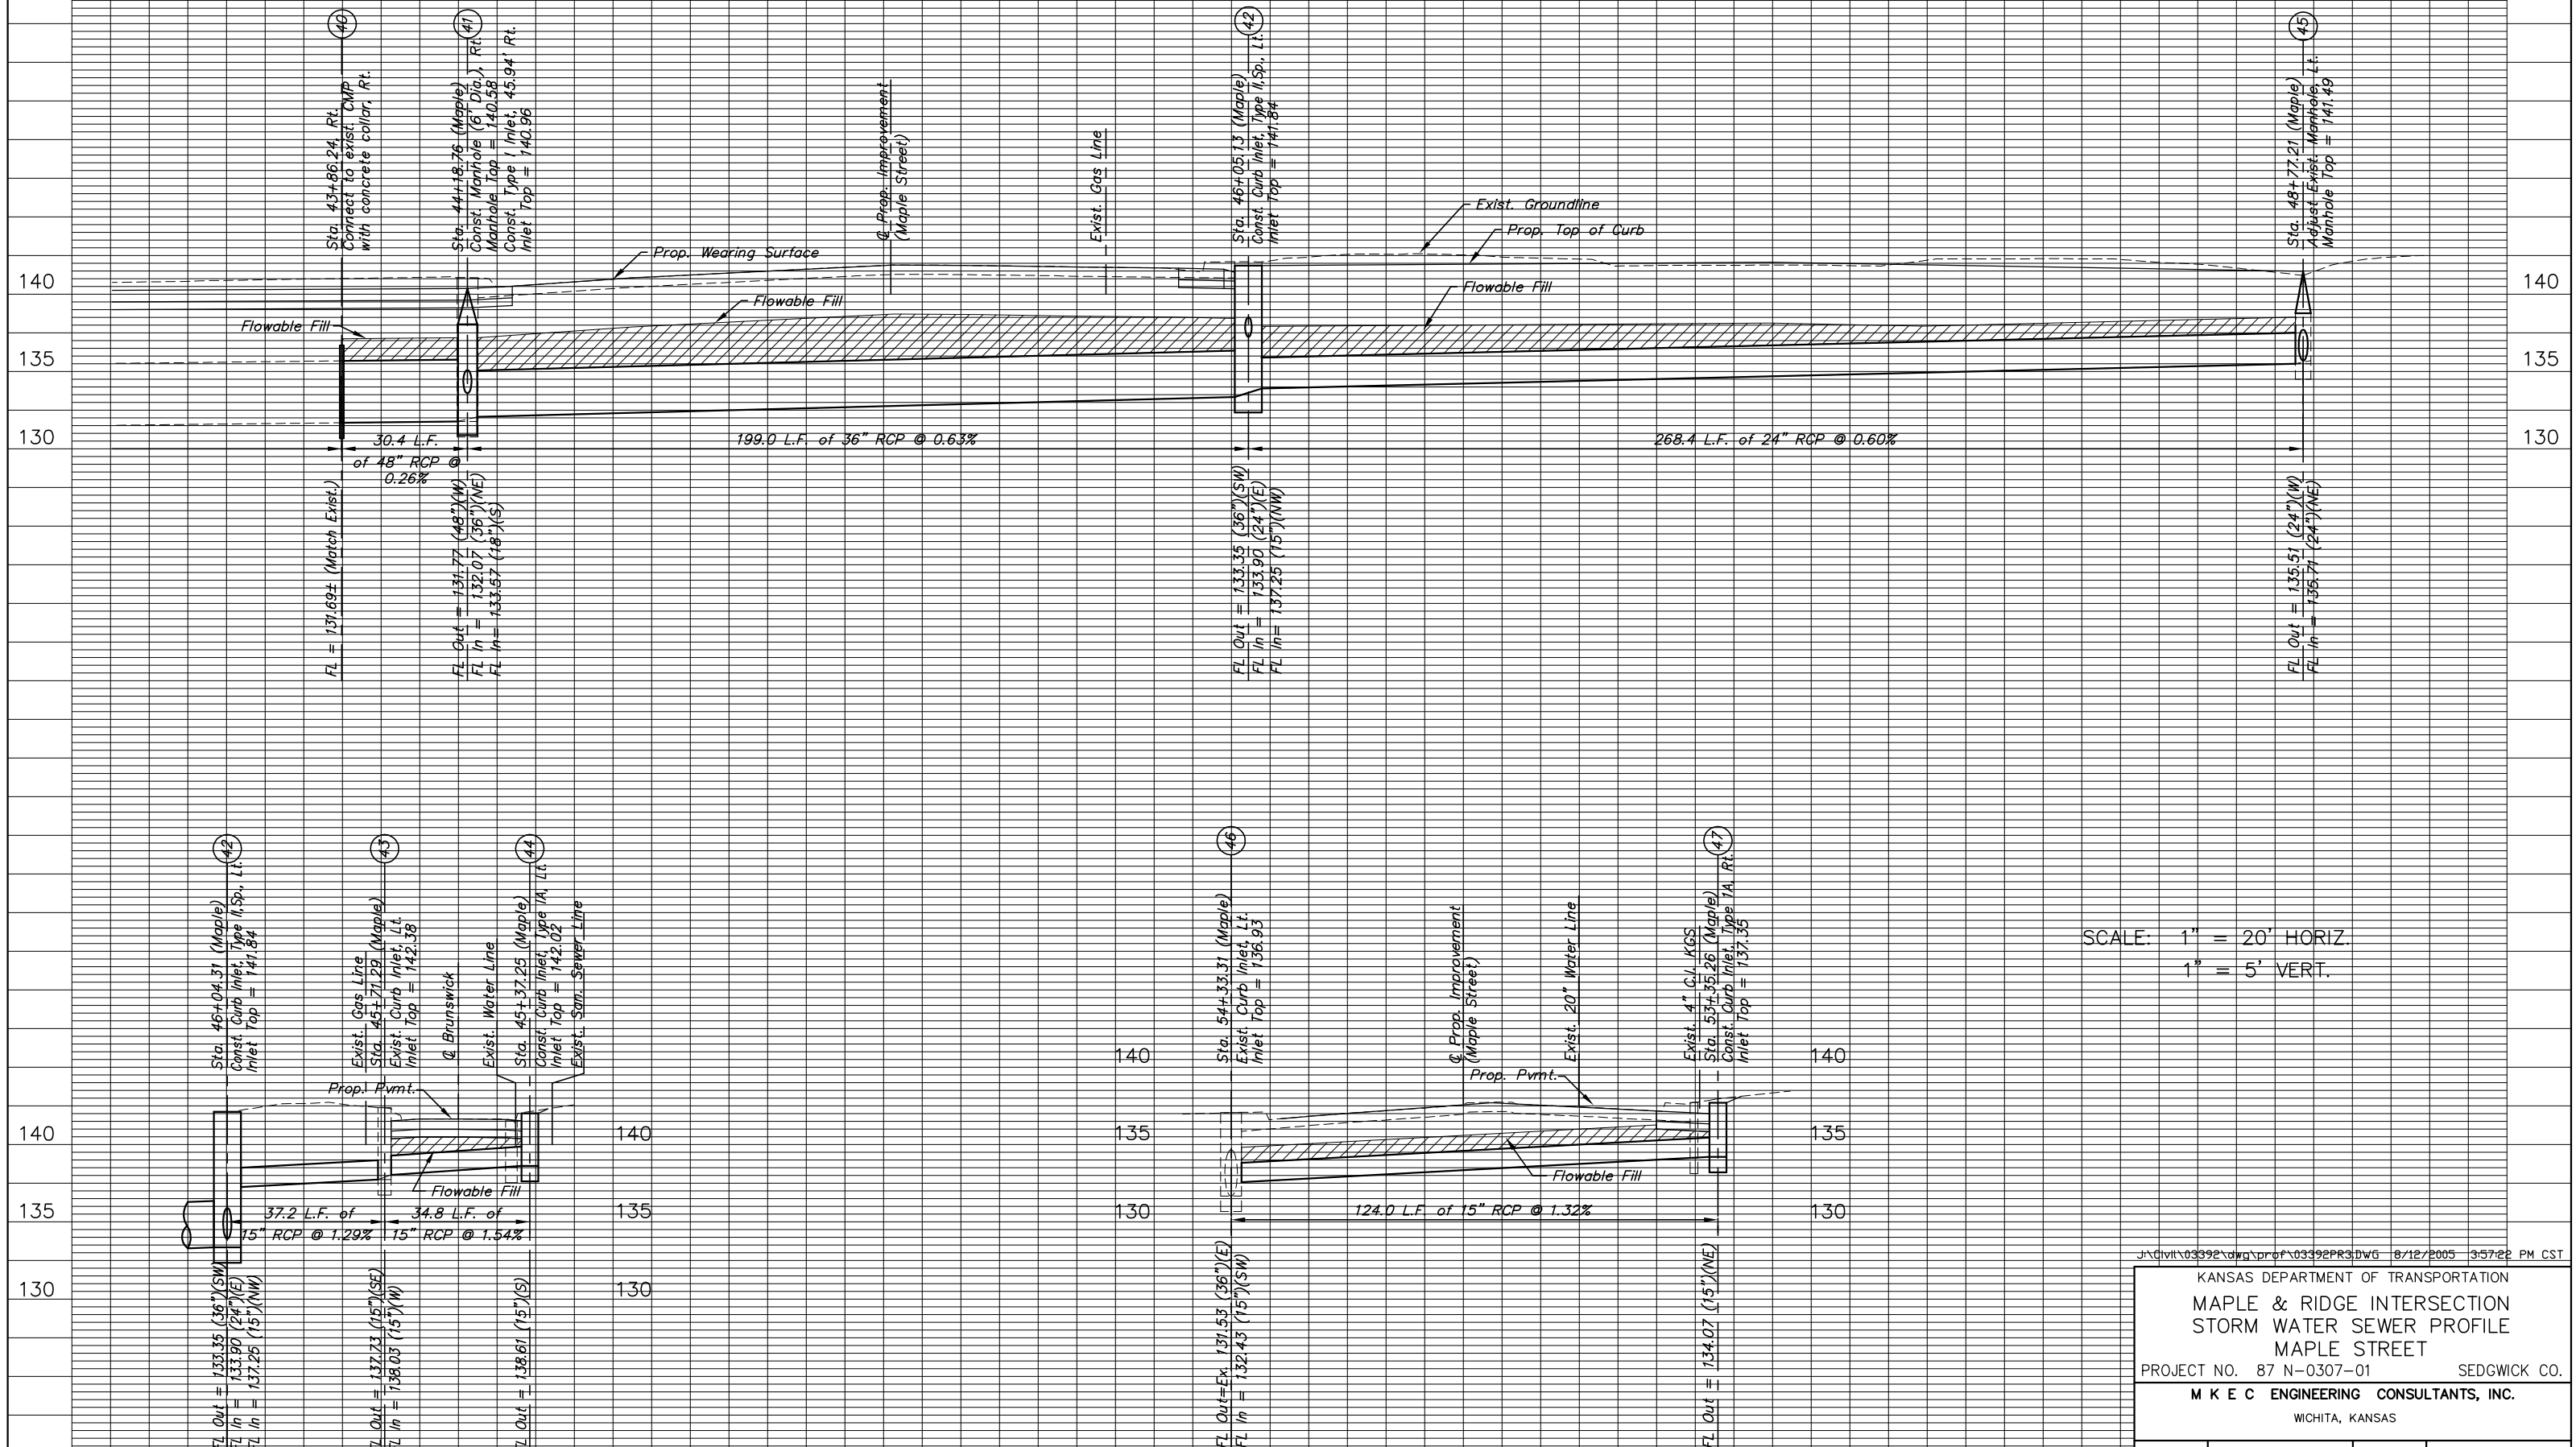 40
Sta. 43+86.24, Rt.
Connect to exist. CMP
with concrete collar, Rt.
41
Sta. 44+18.76 (Maple)
Const. Manhole (6' Dia.), Rt.
Manhole Top = 140.58
Const. Type I Inlet, 45.94' Rt.
Inlet Top = 140.96
℄ Prop. Improvement
(Maple Street)
Exist. Gas Line
42
Sta. 46+05.13 (Maple)
Const. Curb Inlet, Type II,Sp., Lt.
Inlet Top = 141.84
45
Sta. 48+77.21 (Maple)
Adjust Exist. Manhole, Lt.
Manhole Top = 141.49
Exist. Groundline
Prop. Top of Curb
Prop. Wearing Surface
140
Flowable Fill
Flowable Fill
Flowable Fill
140
135
135
130
30.4 L.F.
of 48" RCP @
0.26%
199.0 L.F. of 36" RCP @ 0.63%
268.4 L.F. of 24" RCP @ 0.60%
130
FL = 131.69± (Match Exist.)
FL Out = 131.77 (48")(W)
FL In = 132.07 (36")(NE)
FL In= 133.57 (18")(S)
FL Out = 133.35 (36")(SW)
FL In = 133.90 (24")(E)
FL In= 137.25 (15")(NW)
FL Out = 135.51 (24")(W)
FL In = 135.71 (24")(NE)
42
Sta. 46+04.31 (Maple)
Const. Curb Inlet, Type II,Sp., Lt.
Inlet Top = 141.84
Exist. Gas Line
43
Sta. 45+71.29 (Maple)
Exist. Curb Inlet, Lt.
Inlet Top = 142.38
℄ Brunswick
Exist. Water Line
44
Sta. 45+37.25 (Maple)
Const. Curb Inlet, Type 1A, Lt.
Inlet Top = 142.02
Exist. San. Sewer Line
Prop. Pvmt.
140
140
Flowable Fill
135
37.2 L.F. of
15" RCP @ 1.29%
34.8 L.F. of
15" RCP @ 1.54%
135
130
130
FL Out = 133.35 (36")(SW)
FL In = 133.90 (24")(E)
FL In = 137.25 (15")(NW)
FL Out = 137.73 (15")(SE)
FL In = 138.03 (15")(W)
FL Out = 138.61 (15")(S)
46
Sta. 54+33.31 (Maple)
Exist. Curb Inlet, Lt.
Inlet Top = 136.93
℄ Prop. Improvement
(Maple Street)
Exist. 20" Water Line
Exist. 4" C.I. KGS
47
Sta. 53+35.26 (Maple)
Const. Curb Inlet, Type 1A, Rt.
Inlet Top = 137.35
140
140
Prop. Pvmt.
135
135
Flowable Fill
130
124.0 L.F. of 15" RCP @ 1.32%
130
FL Out=Ex. 131.53 (36")(E)
FL In = 132.43 (15")(SW)
FL Out = 134.07 (15")(NE)
SCALE: 1" = 20' HORIZ.
1" = 5' VERT.
J:\Civil\03392\dwg\prof\03392PR3.DWG 8/12/2005 3:57:22 PM CST
KANSAS DEPARTMENT OF TRANSPORTATION
MAPLE & RIDGE INTERSECTION
STORM WATER SEWER PROFILE
MAPLE STREET
PROJECT NO. 87 N-0307-01 SEDGWICK CO.
M K E C ENGINEERING CONSULTANTS, INC.
WICHITA, KANSAS